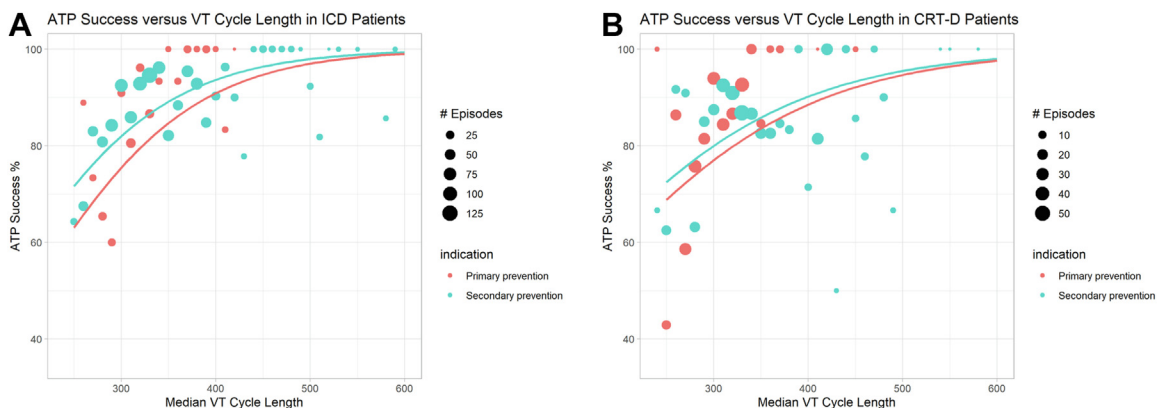 A
ATP Success versus VT Cycle Length in ICD Patients
100
80
60
40
ATP Success %
300
400
500
600
Median VT Cycle Length
# Episodes
25
50
75
100
125
indication
Primary prevention
Secondary prevention
B
ATP Success versus VT Cycle Length in CRT-D Patients
100
80
60
40
ATP Success %
300
400
500
600
Median VT Cycle Length
# Episodes
10
20
30
40
50
indication
Primary prevention
Secondary prevention